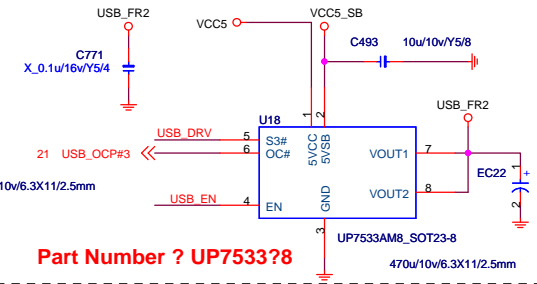 USB_FR2
VCC5
VCC5_SB
C771
X_0.1u/16v/Y5/4
C493
10u/10v/Y5/8
USB_FR2
U18
1
2
5VCC
5VSB
USB_DRV
5
S3#
21
USB_OCP#3
6
OC#
VOUT1
7
EC22
1
+
10v/6.3X11/2.5mm
USB_EN
4
EN
GND
VOUT2
8
2
3
UP7533AM8_SOT23-8
Part Number ? UP7533?8
470u/10v/6.3X11/2.5mm